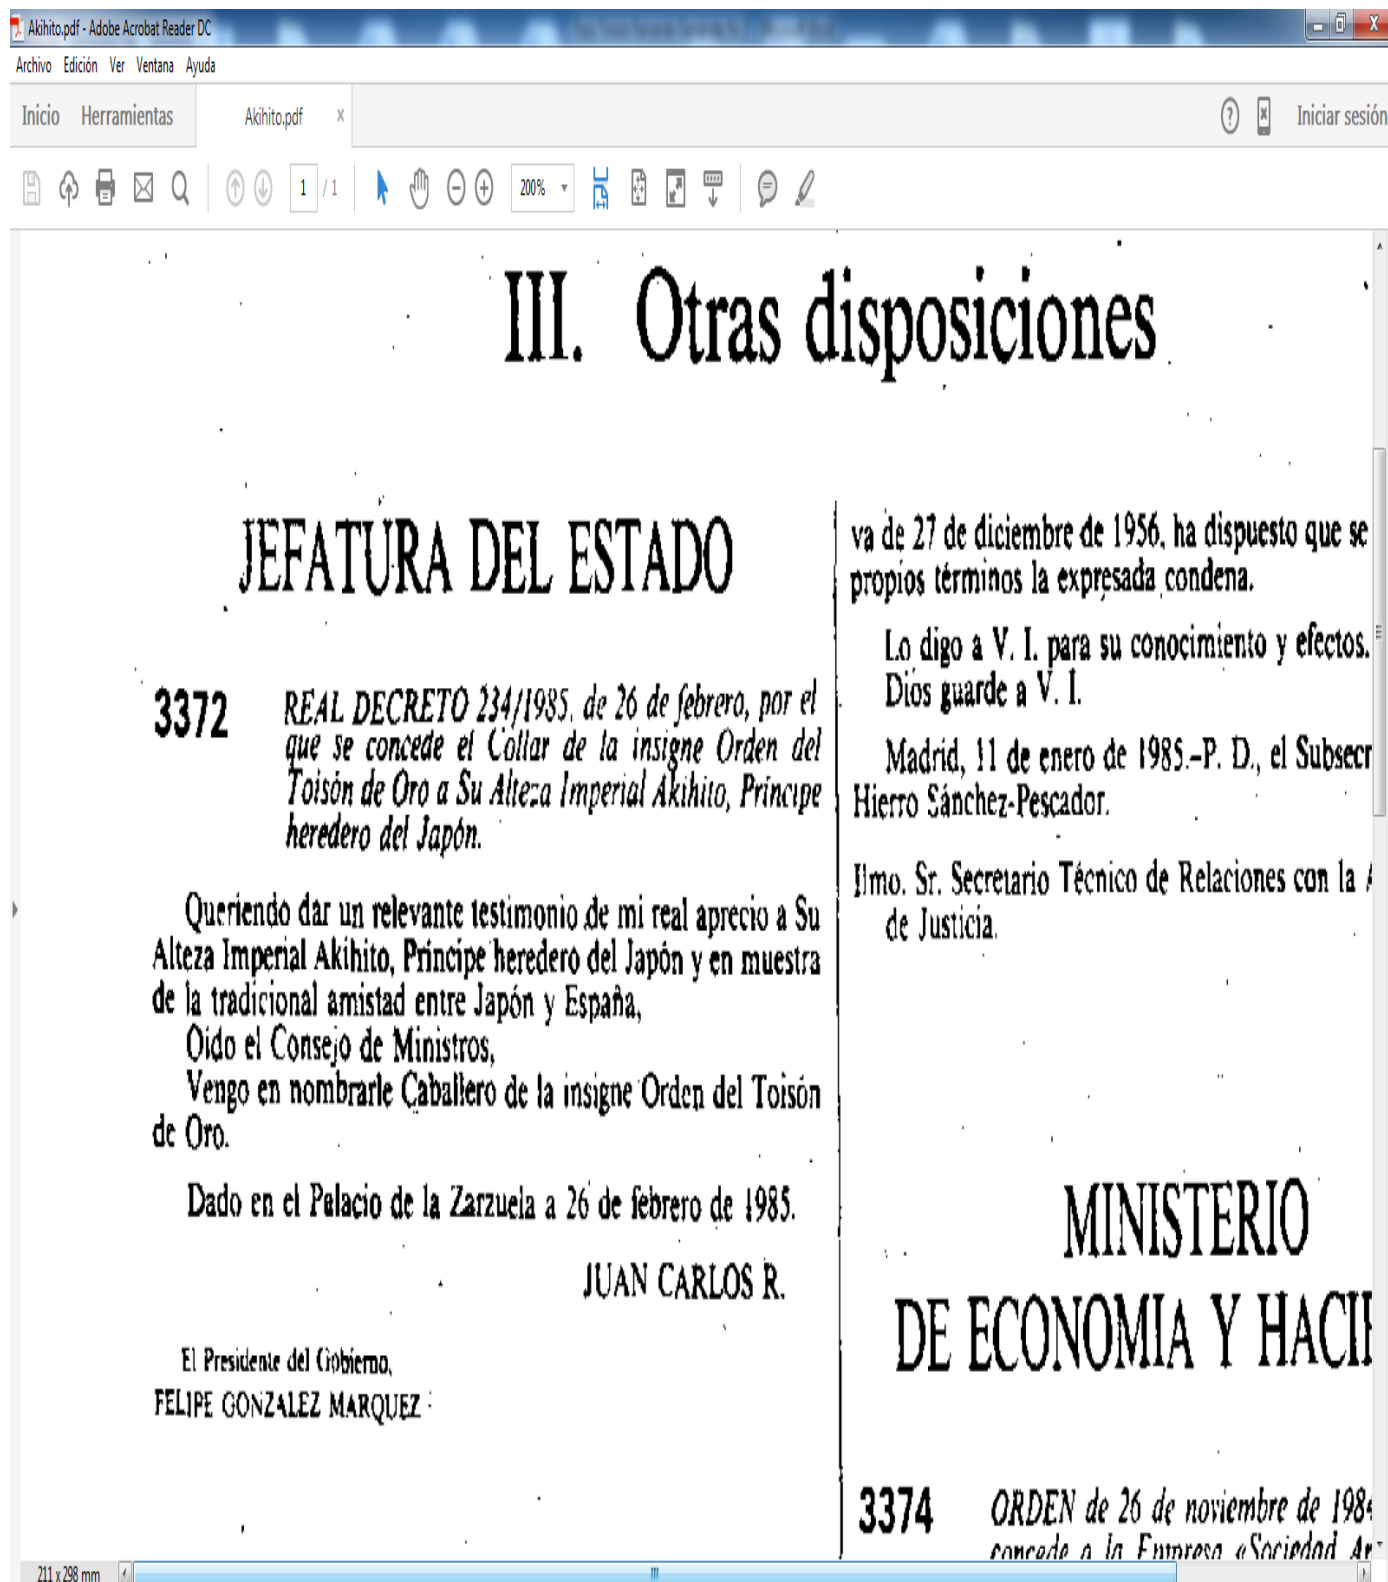 Akihito.pdf - Adobe Acrobat Reader DC
Archivo Edición Ver Ventana Ayuda
Inicio Herramientas Akihito.pdf x Iniciar sesión
1 / 1 200%
III. Otras disposiciones
JEFATURA DEL ESTADO
3372 REAL DECRETO 234/1985, de 26 de febrero, por el
que se concede el Collar de la insigne Orden del
Toisón de Oro a Su Alteza Imperial Akihito, Príncipe
heredero del Japón.
Queriendo dar un relevante testimonio de mi real aprecio a Su
Alteza Imperial Akihito, Príncipe heredero del Japón y en muestra
de la tradicional amistad entre Japón y España,
Oido el Consejo de Ministros,
Vengo en nombrarle Caballero de la insigne Orden del Toisón
de Oro.
Dado en el Palacio de la Zarzuela a 26 de febrero de 1985.
JUAN CARLOS R.
El Presidente del Gobierno,
FELIPE GONZALEZ MARQUEZ
va de 27 de diciembre de 1956, ha dispuesto que se
propios términos la expresada condena.
Lo digo a V. I. para su conocimiento y efectos.
Dios guarde a V. I.
Madrid, 11 de enero de 1985.-P. D., el Subsecr
Hierro Sánchez-Pescador.
Ilmo. Sr. Secretario Técnico de Relaciones con la
de Justicia.
MINISTERIO
DE ECONOMIA Y HACI
3374 ORDEN de 26 de noviembre de 198
concede a la Empresa «Sociedad
211 x 298 mm